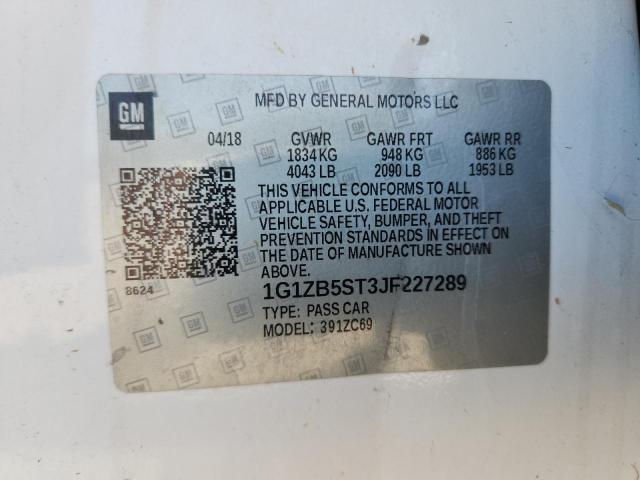 GM
MFD BY GENERAL MOTORS LLC
04/18 GVWR GAWR FRT GAWR RR
1834 KG 948 KG 886 KG
4043 LB 2090 LB 1953 LB
THIS VEHICLE CONFORMS TO ALL
APPLICABLE U.S. FEDERAL MOTOR
VEHICLE SAFETY, BUMPER, AND THEFT
PREVENTION STANDARDS IN EFFECT ON
THE DATE OF MANUFACTURE SHOWN
ABOVE.
8624
1G1ZB5ST3JF227289
TYPE: PASS CAR
MODEL: 391ZC69